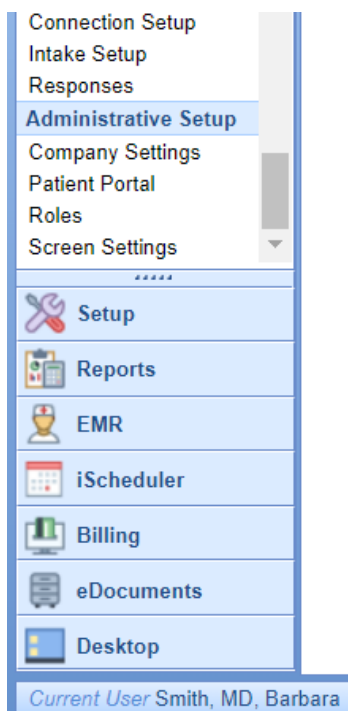 Connection Setup
Intake Setup
Responses
Administrative Setup
Company Settings
Patient Portal
Roles
Screen Settings
Setup
Reports
EMR
iScheduler
Billing
eDocuments
Desktop
Current User Smith, MD, Barbara